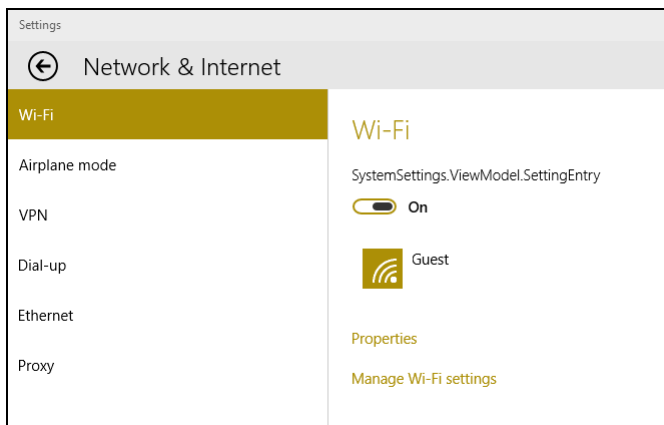 Settings
Network & Internet
Wi-Fi
Airplane mode
VPN
Dial-up
Ethernet
Proxy
Wi-Fi
SystemSettings.ViewModel.SettingEntry
On
Guest
Properties
Manage Wi-Fi settings